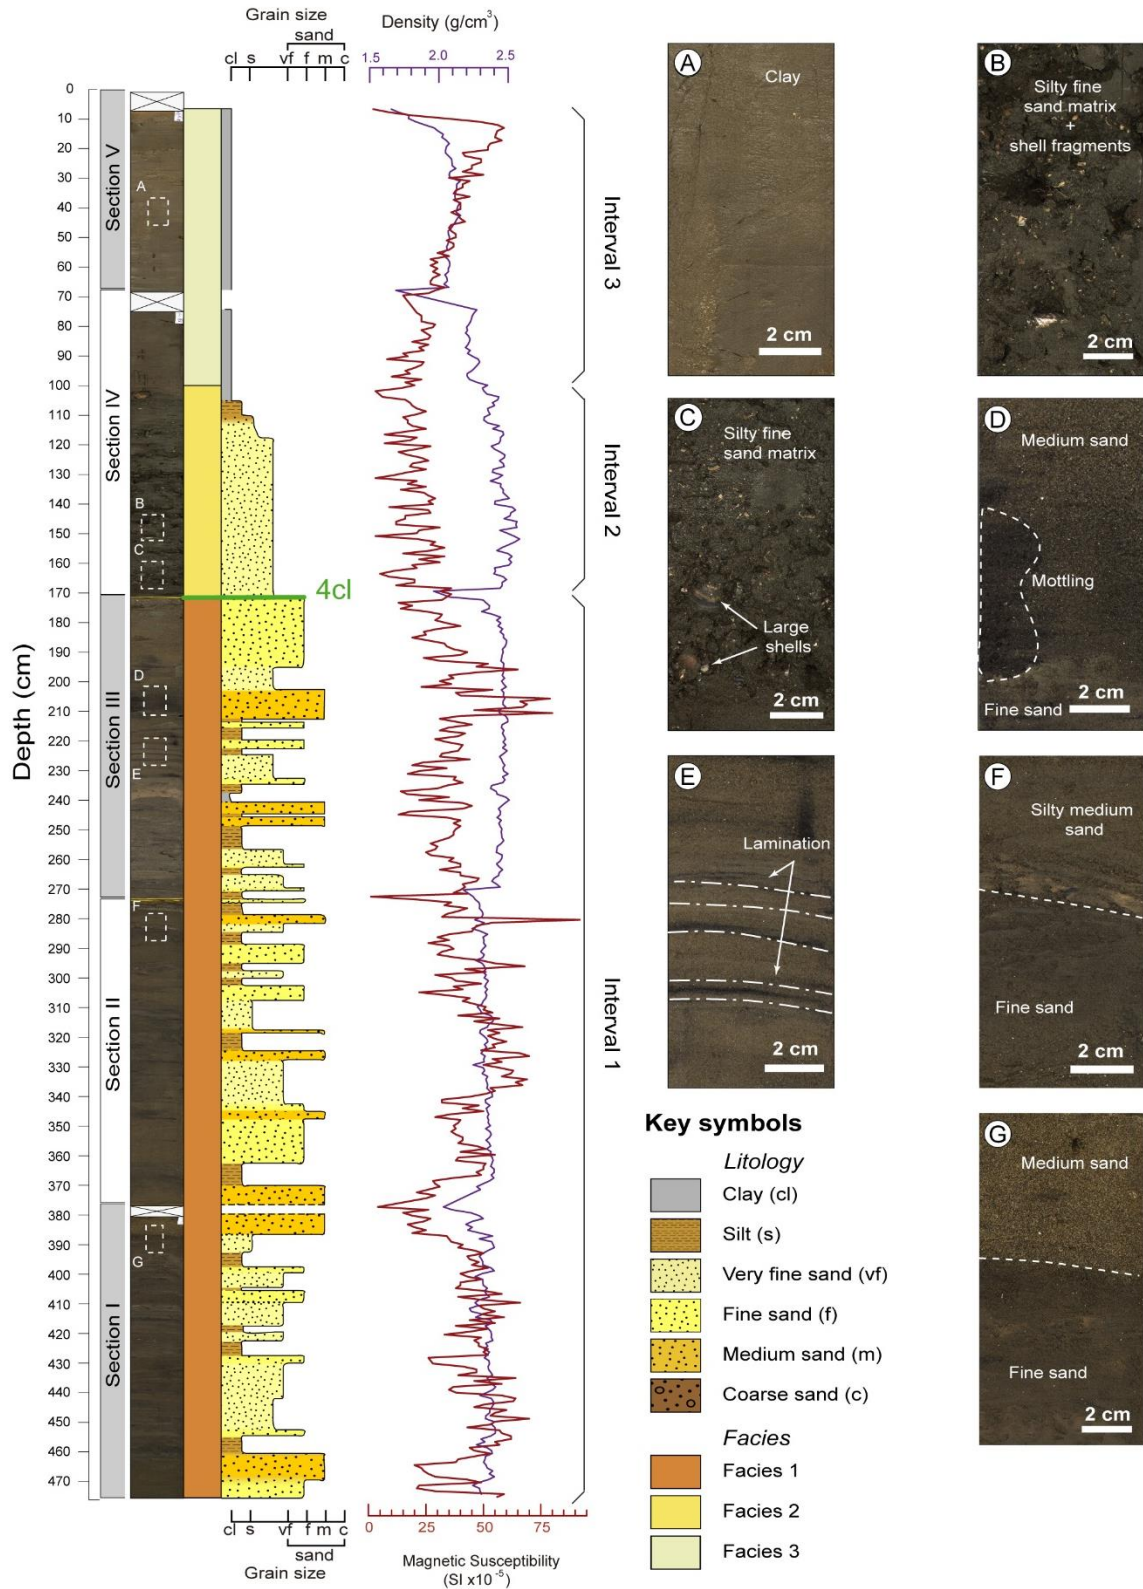 Grain size
sand
cl s vf f m c
Density (g/cm³)
1.5 2.0 2.5
Depth (cm)
0
10
20
30
40
50
60
70
80
90
100
110
120
130
140
150
160
170
180
190
200
210
220
230
240
250
260
270
280
290
300
310
320
330
340
350
360
370
380
390
400
410
420
430
440
450
460
470
Section V
Section IV
Section III
Section II
Section I
A
B
C
D
E
F
G
4cl
Interval 3
Interval 2
Interval 1
cl s vf f m c
sand
Grain size
0 25 50 75
Magnetic Susceptibility
(SI x10⁻⁵)
A
Clay
2 cm
B
Silty fine
sand matrix
+
shell fragments
2 cm
C
Silty fine
sand matrix
Large
shells
2 cm
D
Medium sand
Mottling
2 cm
Fine sand
E
Lamination
2 cm
F
Silty medium
sand
Fine sand
2 cm
G
Medium sand
Fine sand
2 cm
Key symbols
Litology
Clay (cl)
Silt (s)
Very fine sand (vf)
Fine sand (f)
Medium sand (m)
Coarse sand (c)
Facies
Facies 1
Facies 2
Facies 3